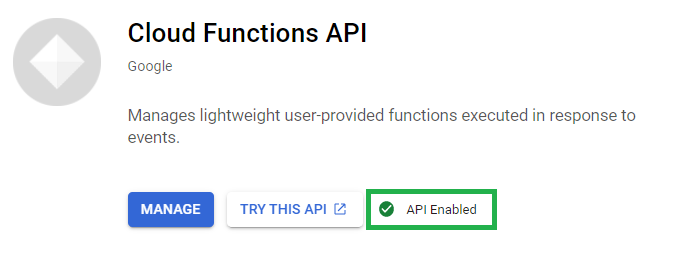 Cloud Functions API
Google
Manages lightweight user-provided functions executed in response to
events.
MANAGE TRY THIS API API Enabled